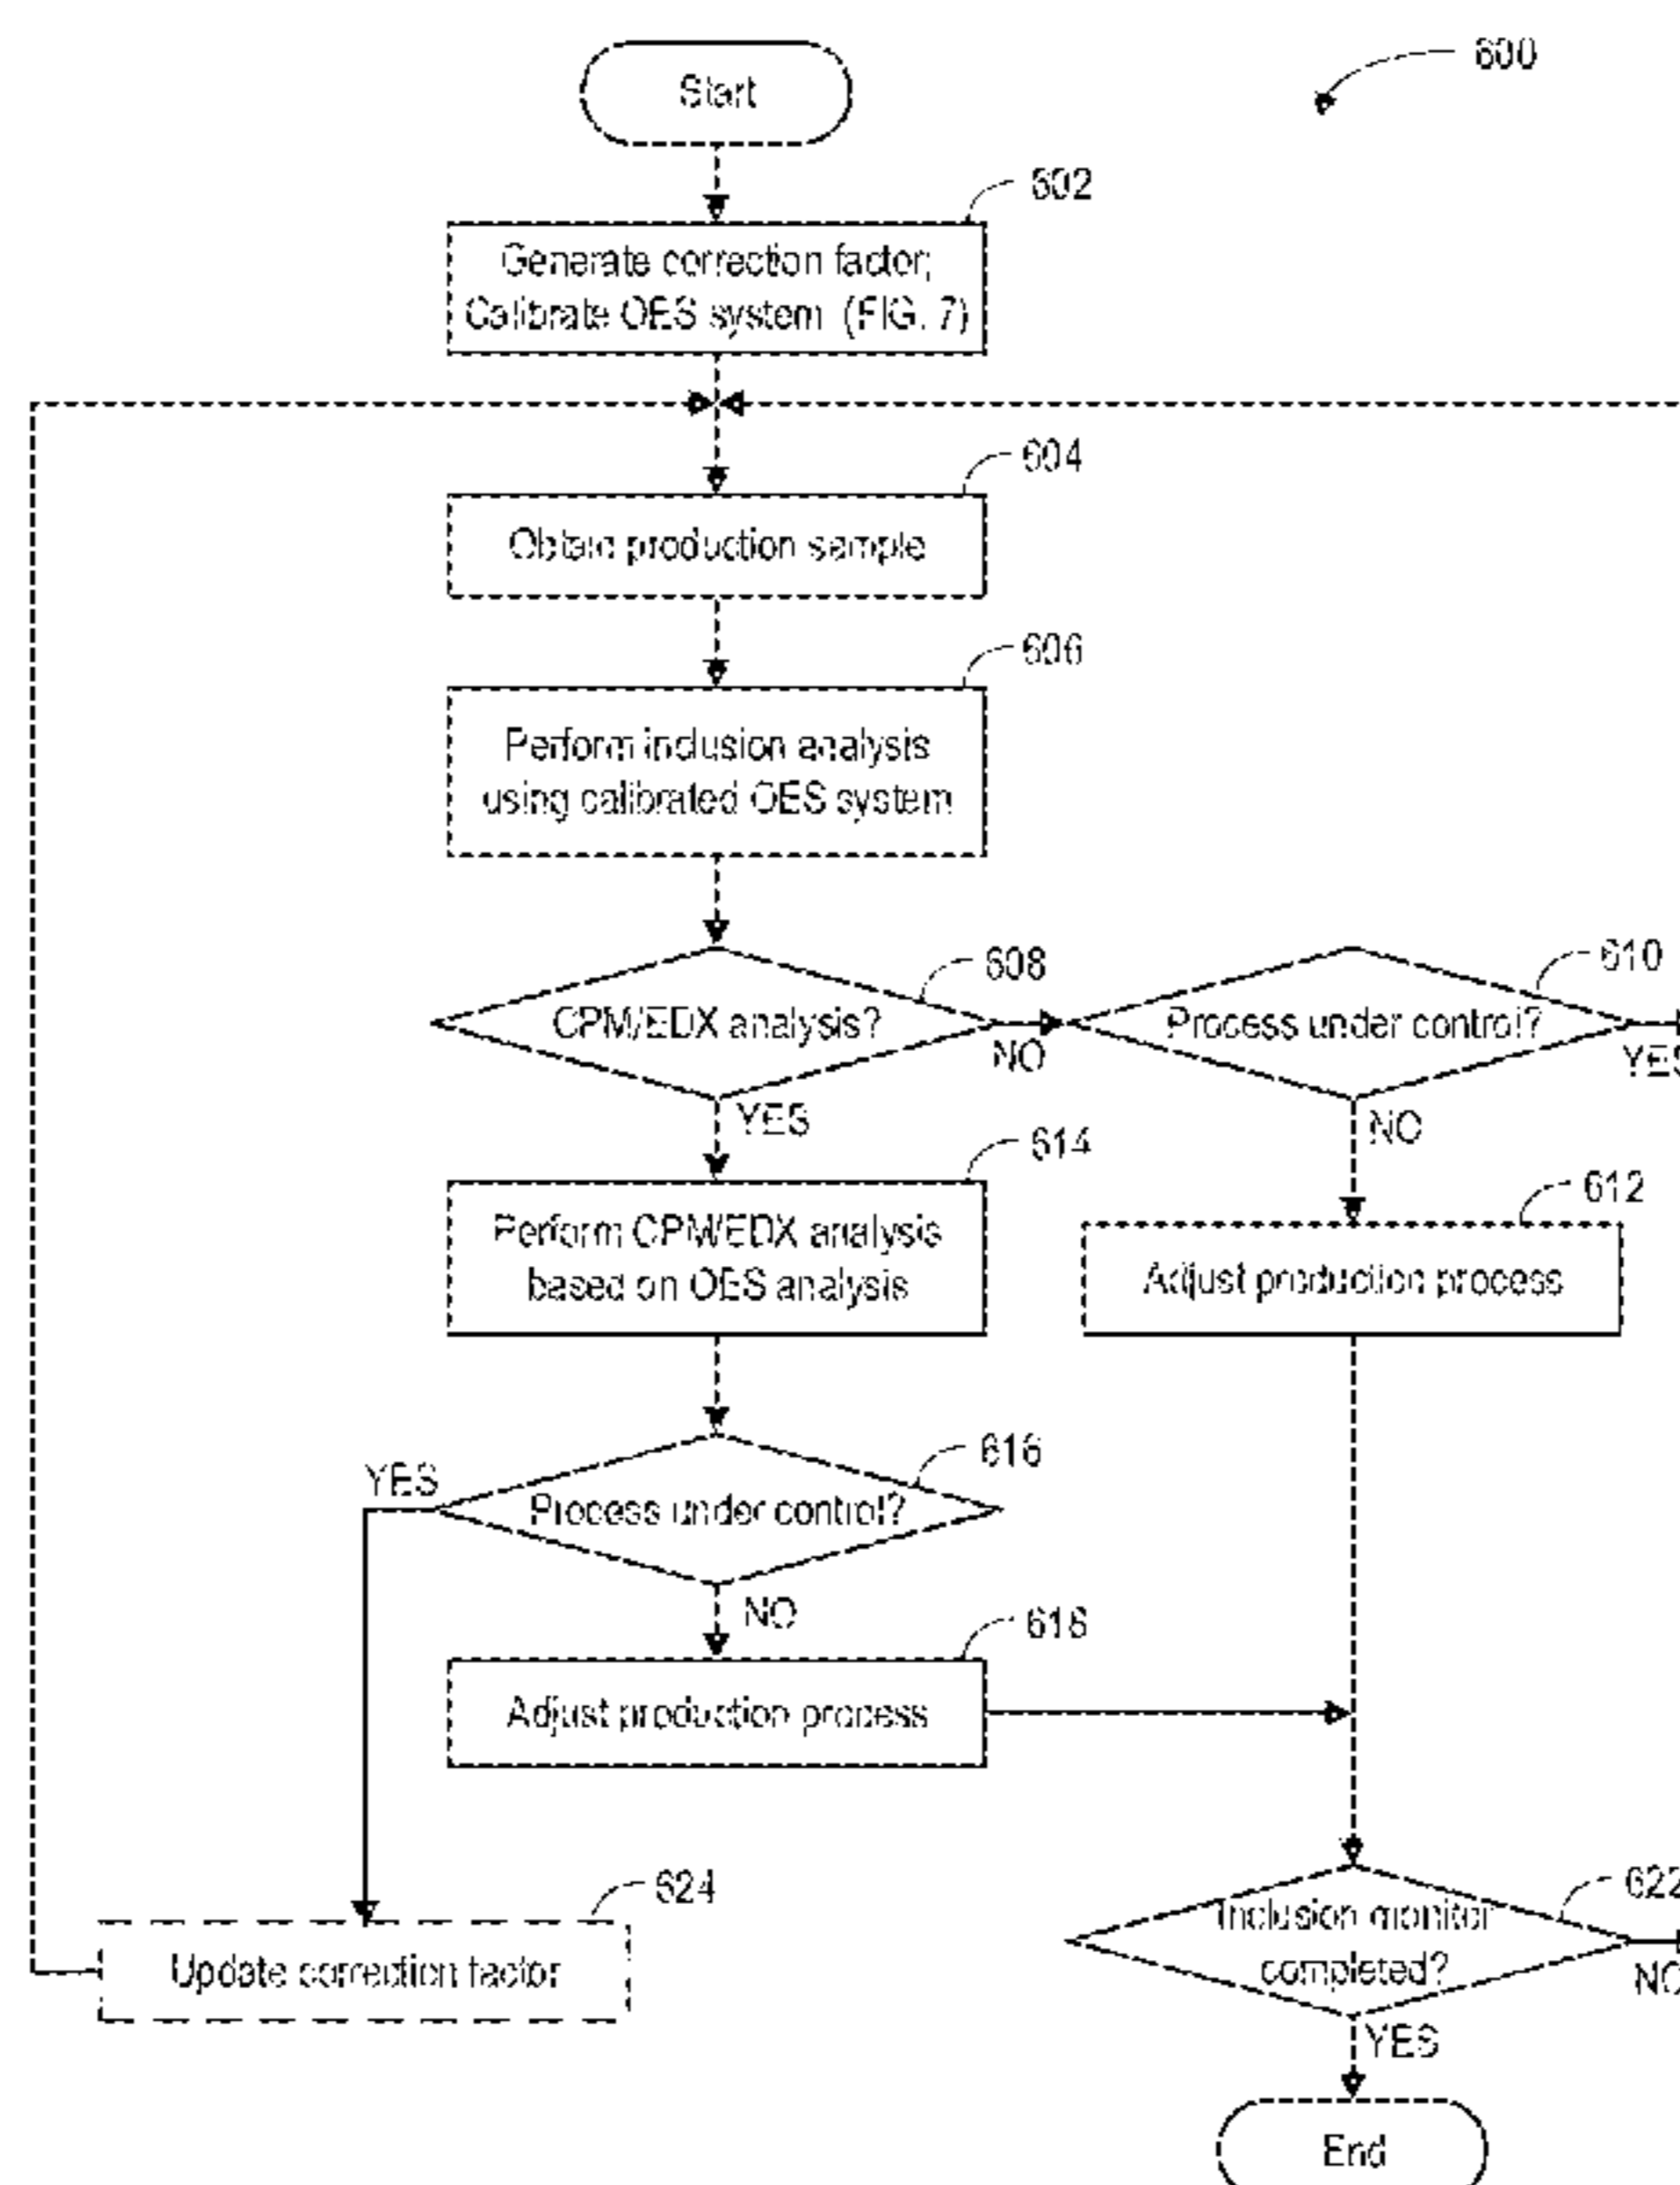 600
Start
602
Generate correction factor;
Calibrate OES system (FIG. 7)
604
Obtain production sample
606
Perform inclusion analysis
using calibrated OES system
608
CPM/EDX analysis?
NO
610
Process under control?
YES
YES
NO
614
Perform CPM/EDX analysis
based on OES analysis
612
Adjust production process
616
YES
Process under control?
NO
618
Adjust production process
624
Update correction factor
622
Inclusion monitor
completed?
NO
YES
End